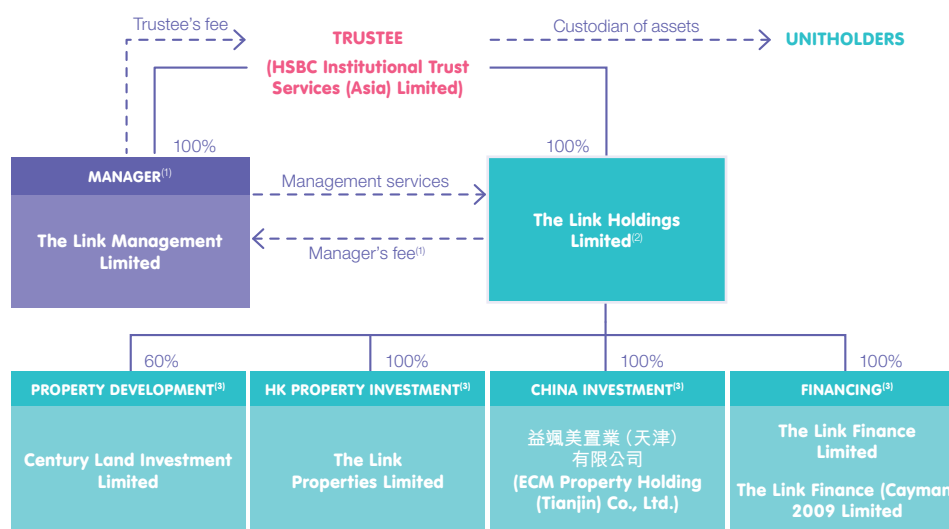 Trustee's fee
TRUSTEE
(HSBC Institutional Trust
Services (Asia) Limited)
Custodian of assets
UNITHOLDERS
100%
100%
MANAGER(1)
The Link Management
Limited
Management services
Manager's fee(1)
The Link Holdings
Limited(2)
60%
100%
100%
100%
PROPERTY DEVELOPMENT(3)
Century Land Investment
Limited
HK PROPERTY INVESTMENT(3)
The Link
Properties Limited
CHINA INVESTMENT(3)
益颯美置業（天津）
有限公司
(ECM Property Holding
(Tianjin) Co., Ltd.)
FINANCING(3)
The Link Finance
Limited
The Link Finance (Cayman
2009 Limited